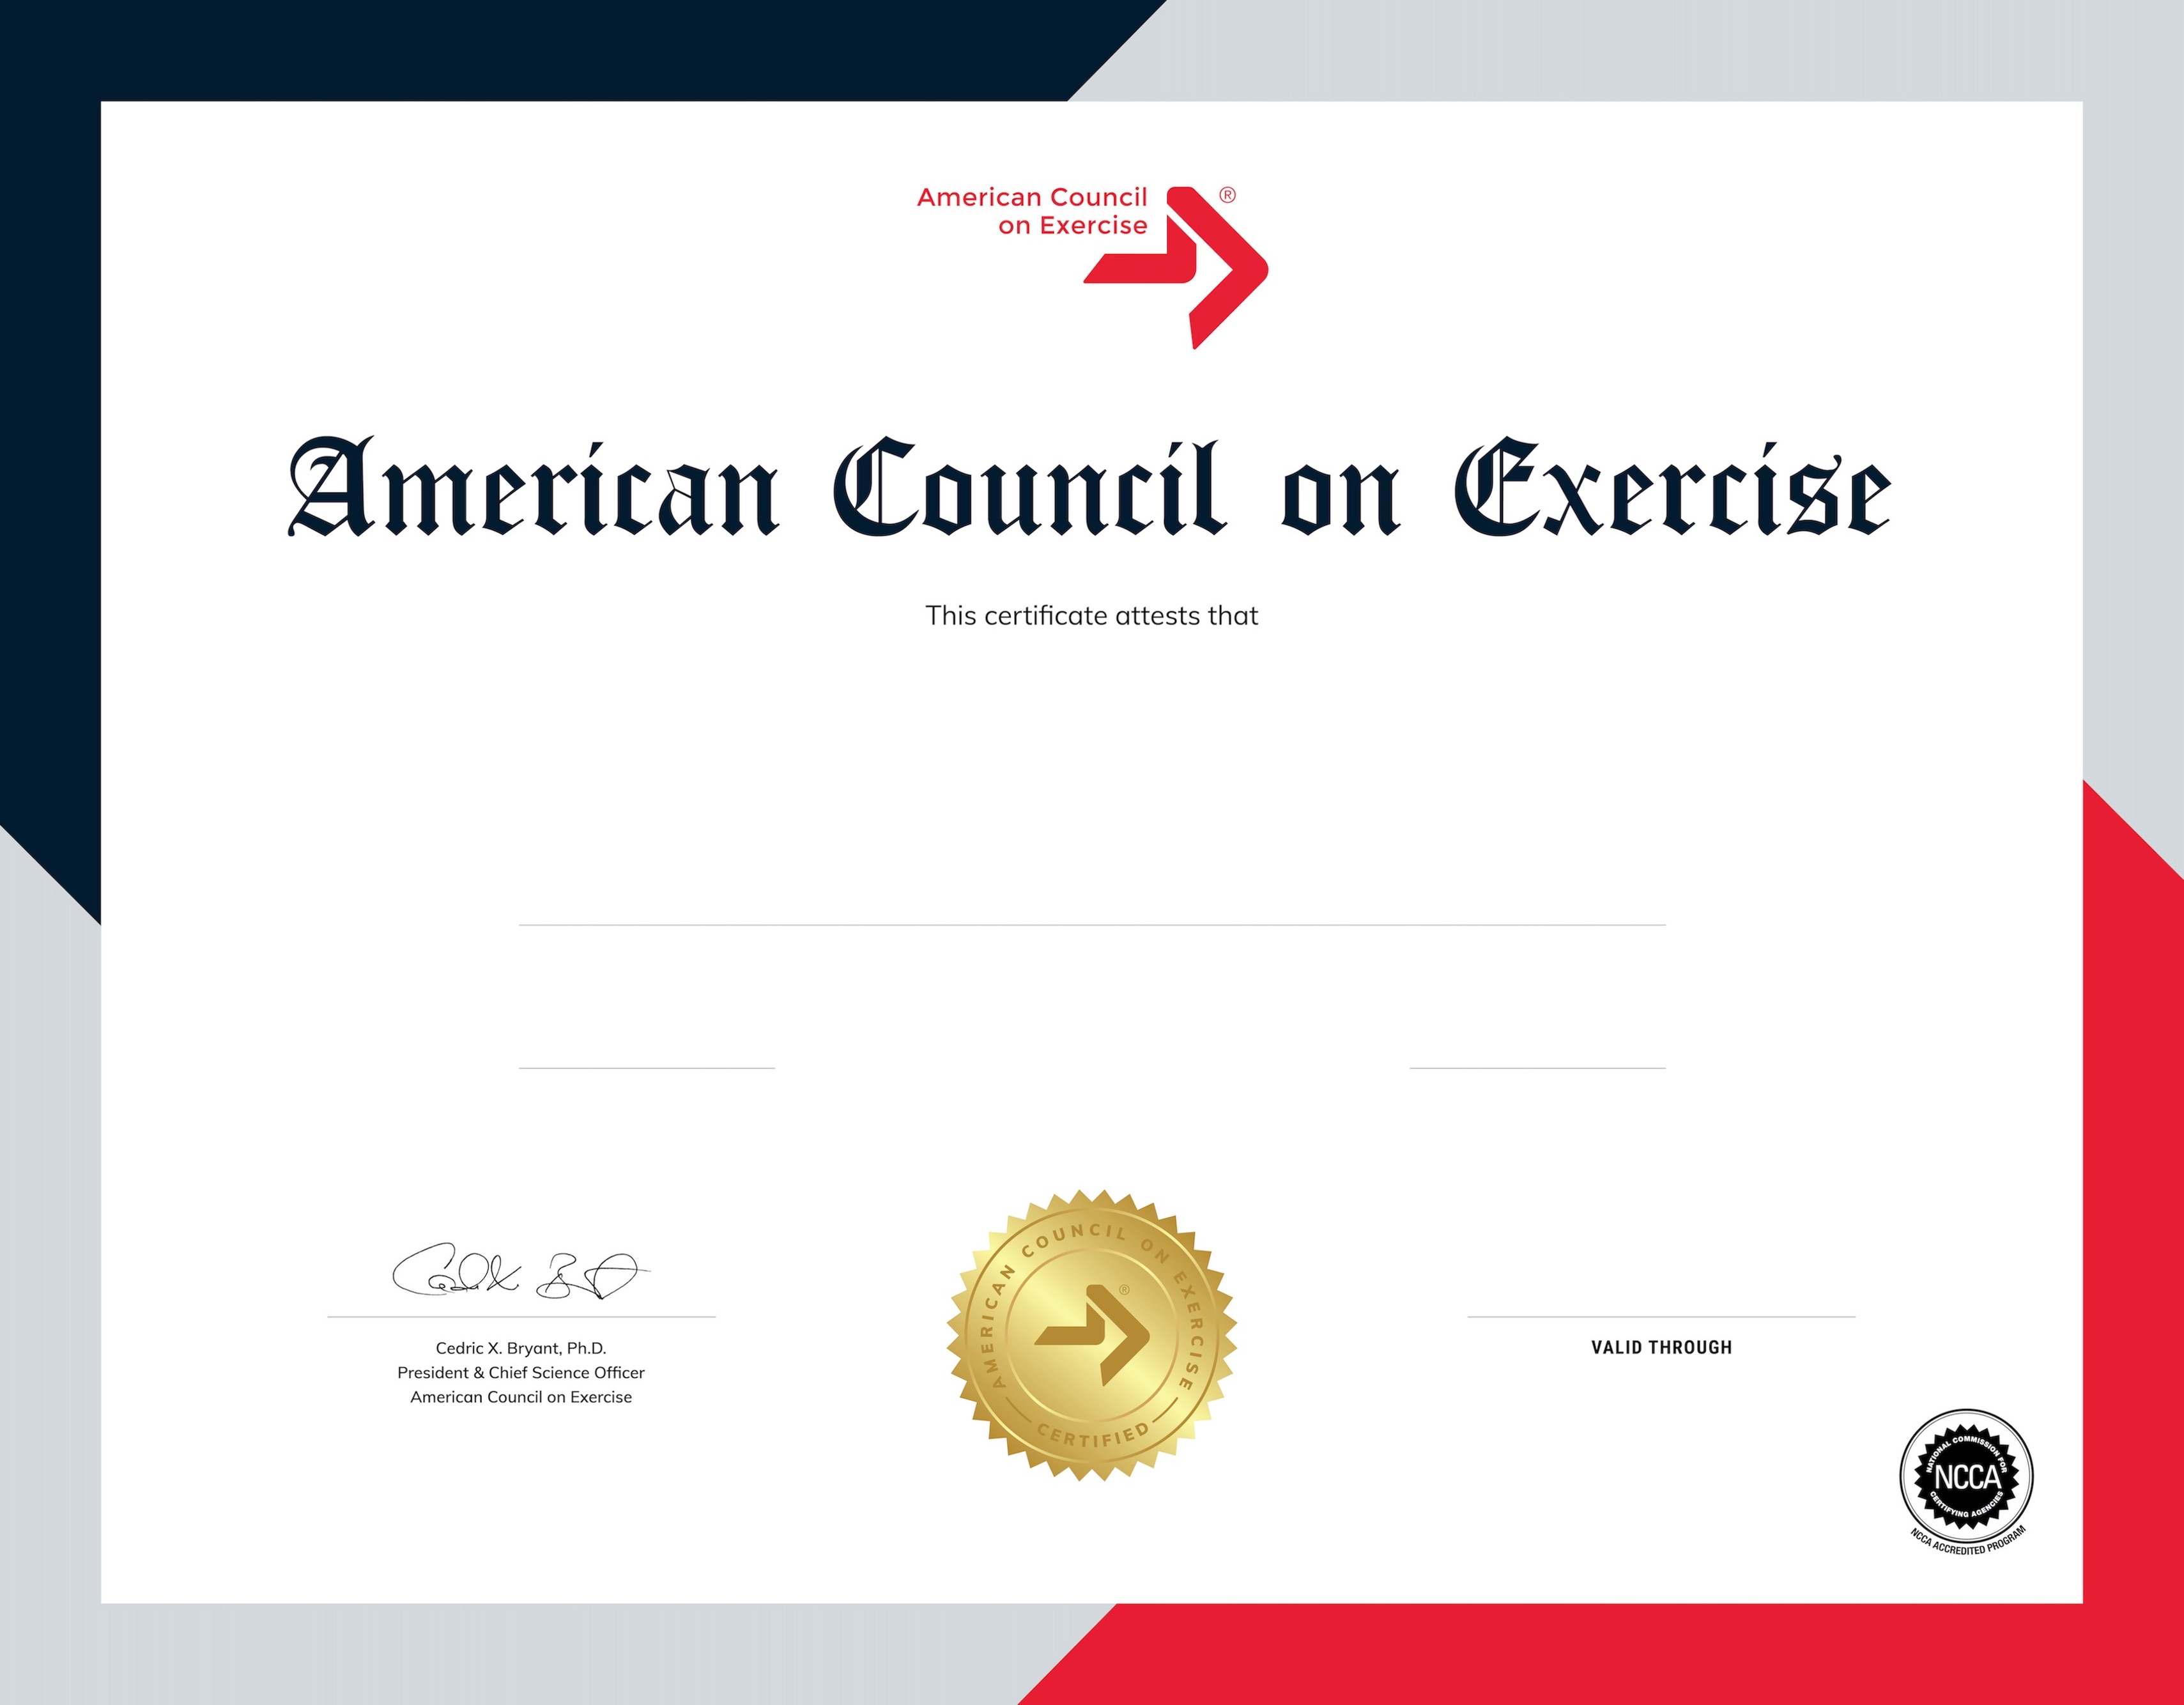 American Council
on Exercise
®
American Council on Exercise
This certificate attests that
Cedric X. Bryant, Ph.D.
President & Chief Science Officer
American Council on Exercise
AMERICAN COUNCIL ON EXERCISE
®
CERTIFIED
VALID THROUGH
NATIONAL COMMISSION FOR
NCCA
CERTIFYING AGENCIES
NCCA ACCREDITED PROGRAM